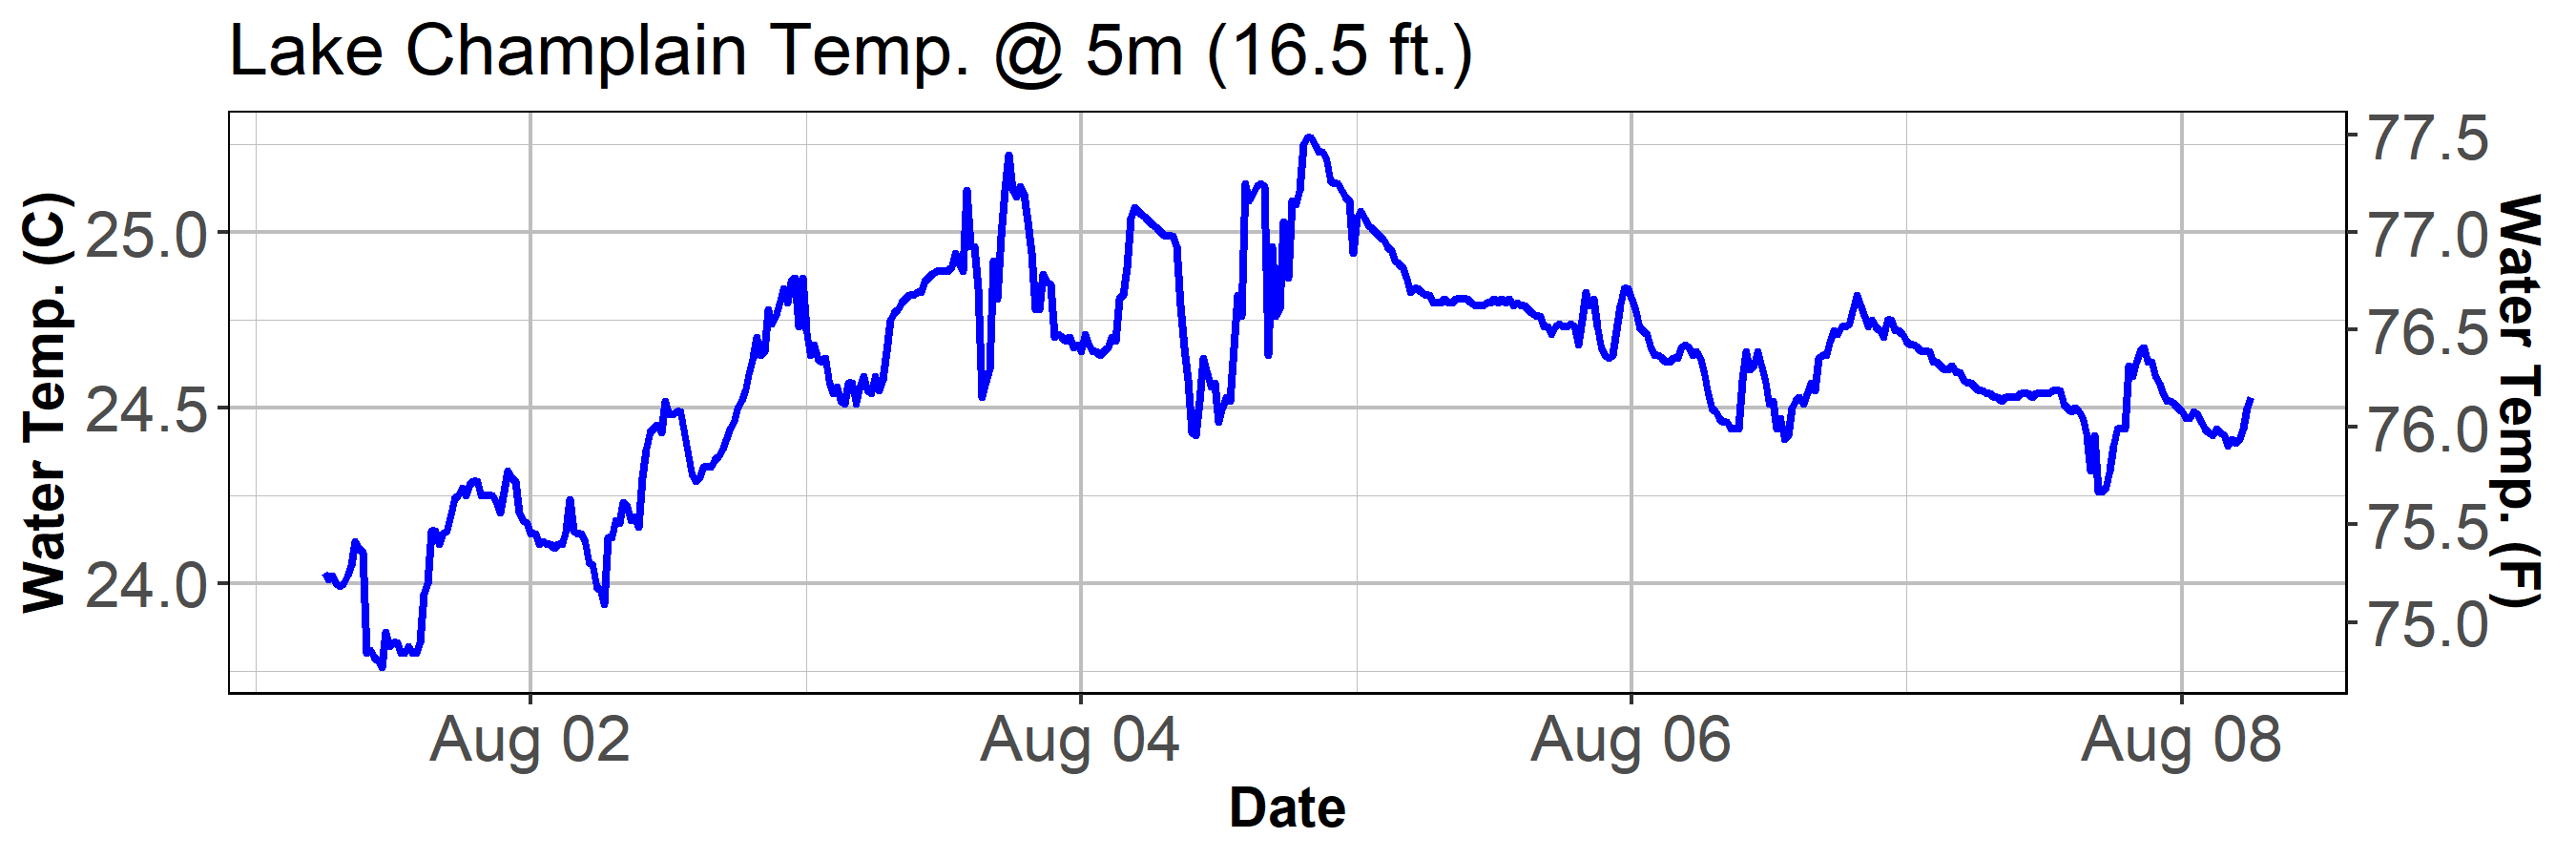 Lake Champlain Temp. @ 5m (16.5 ft.)
Water Temp. (C)
25.0
24.5
24.0
77.5
77.0
76.5
76.0
75.5
75.0
Water Temp. (F)
Aug 02 Aug 04 Aug 06 Aug 08
Date